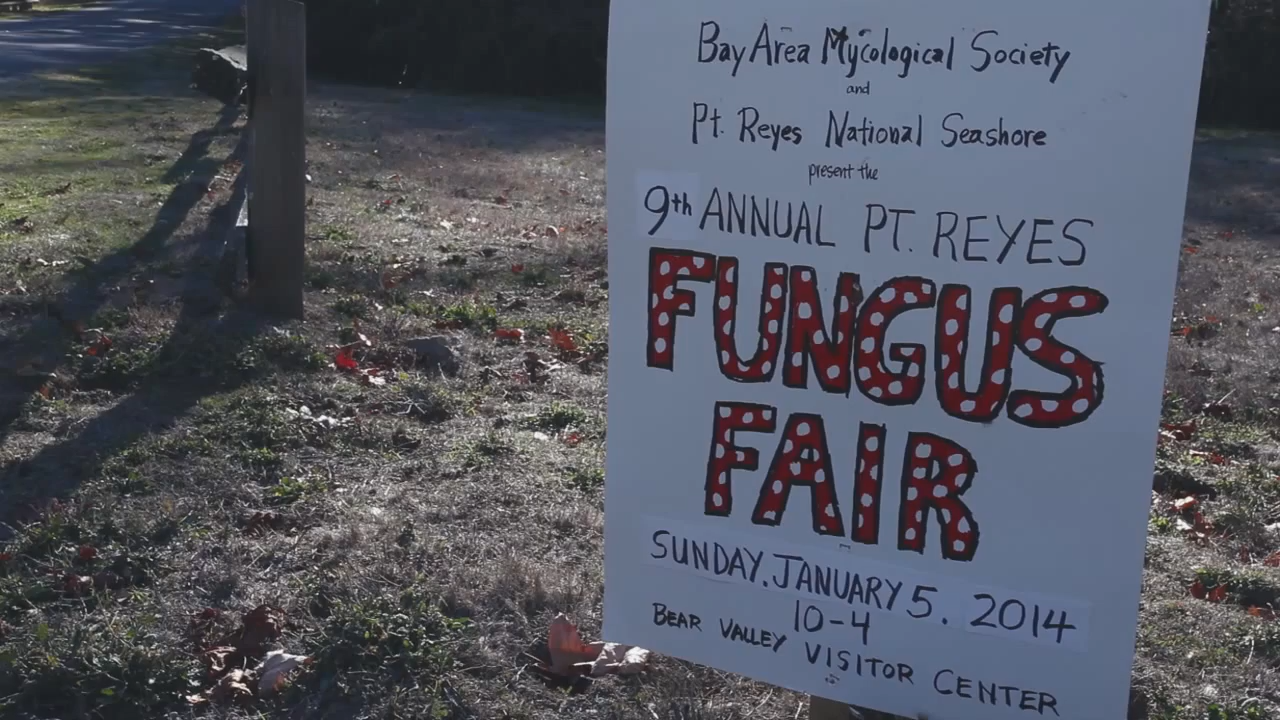 Bay Area Mycological Society
and
Pt. Reyes National Seashore
present the
9th ANNUAL PT. REYES
FUNGUS
FAIR
SUNDAY, JANUARY 5, 2014
10-4
BEAR VALLEY VISITOR CENTER